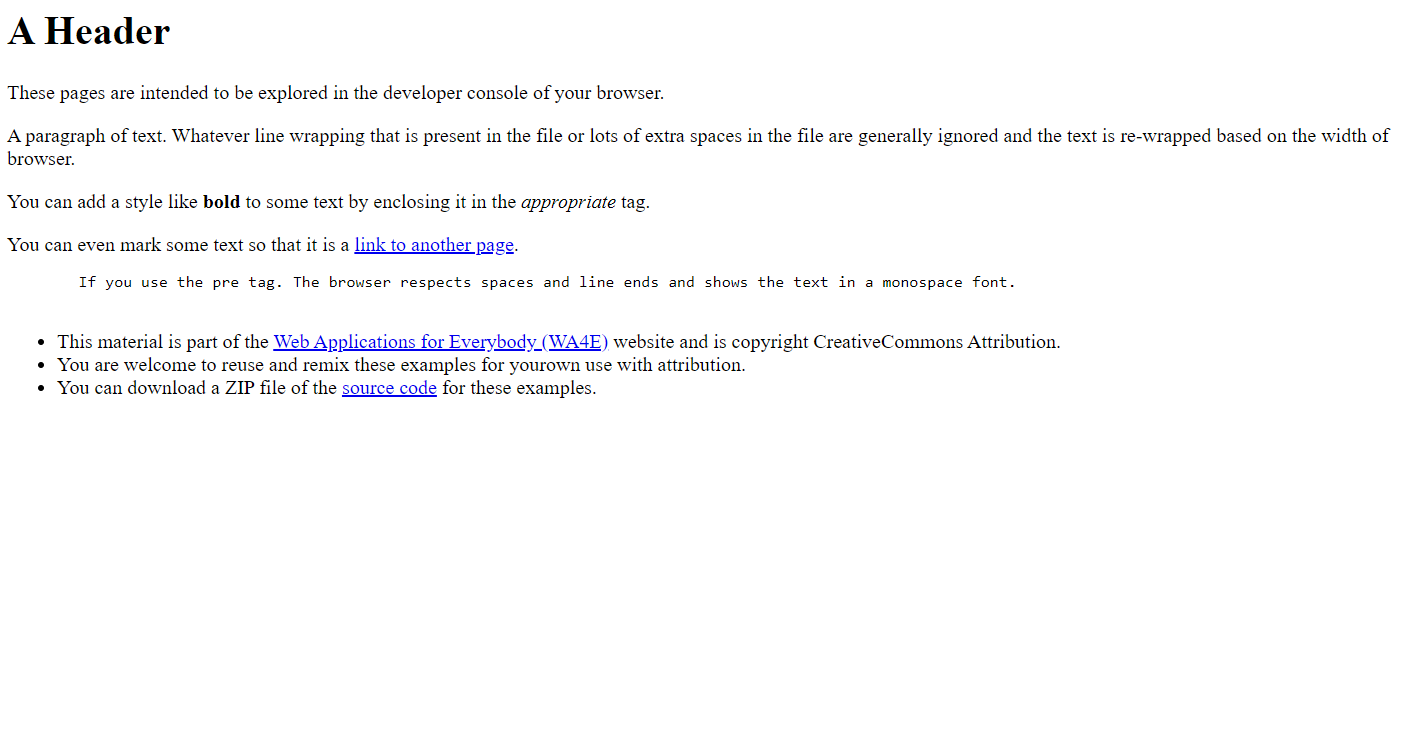 A Header
These pages are intended to be explored in the developer console of your browser.
A paragraph of text. Whatever line wrapping that is present in the file or lots of extra spaces in the file are generally ignored and the text is re-wrapped based on the width of
browser.
You can add a style like bold to some text by enclosing it in the appropriate tag.
You can even mark some text so that it is a link to another page.
If you use the pre tag. The browser respects spaces and line ends and shows the text in a monospace font.
• This material is part of the Web Applications for Everybody (WA4E) website and is copyright CreativeCommons Attribution.
• You are welcome to reuse and remix these examples for yourown use with attribution.
• You can download a ZIP file of the source code for these examples.